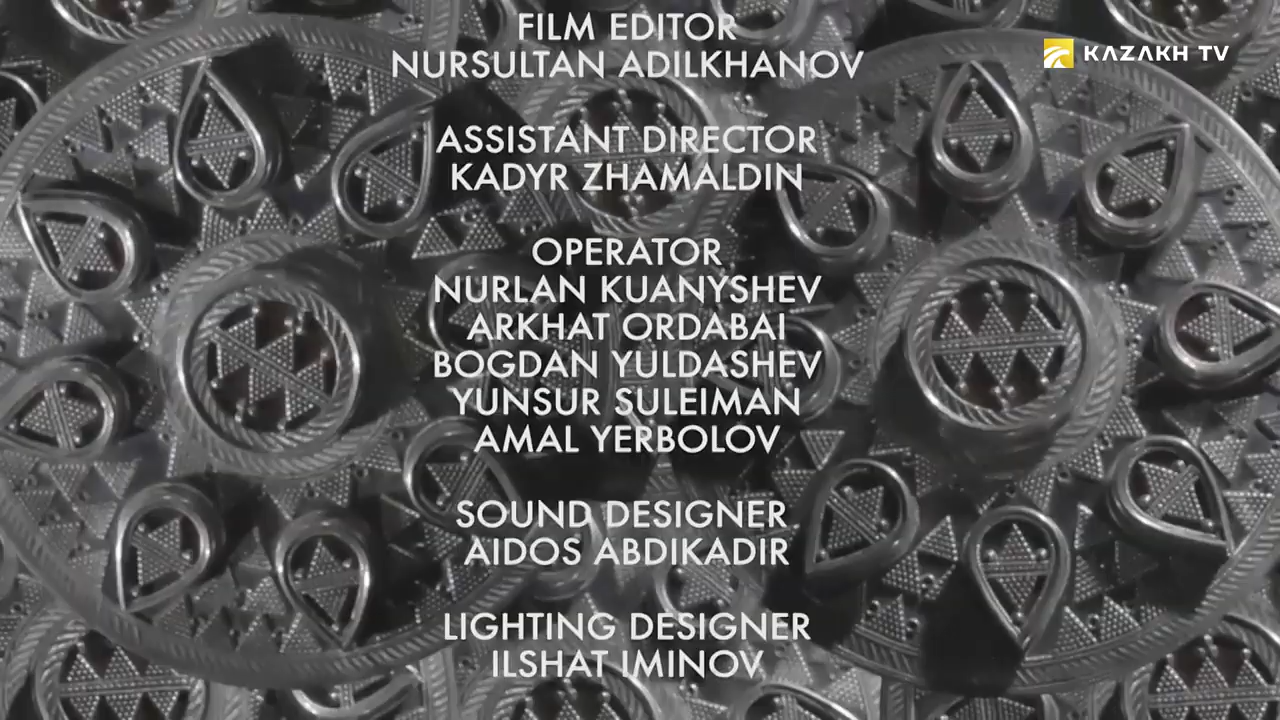 FILM EDITOR
NURSULTAN ADILKHANOV
KAZAKH TV
ASSISTANT DIRECTOR
KADYR ZHAMALDIN
OPERATOR
NURLAN KUANYSHEV
ARKHAT ORDABAI
BOGDAN YULDASHEV
YUNSUR SULEIMAN
AMAL YERBOLOV
SOUND DESIGNER
AIDOS ABDIKADIR
LIGHTING DESIGNER
ILSHAT IMINOV